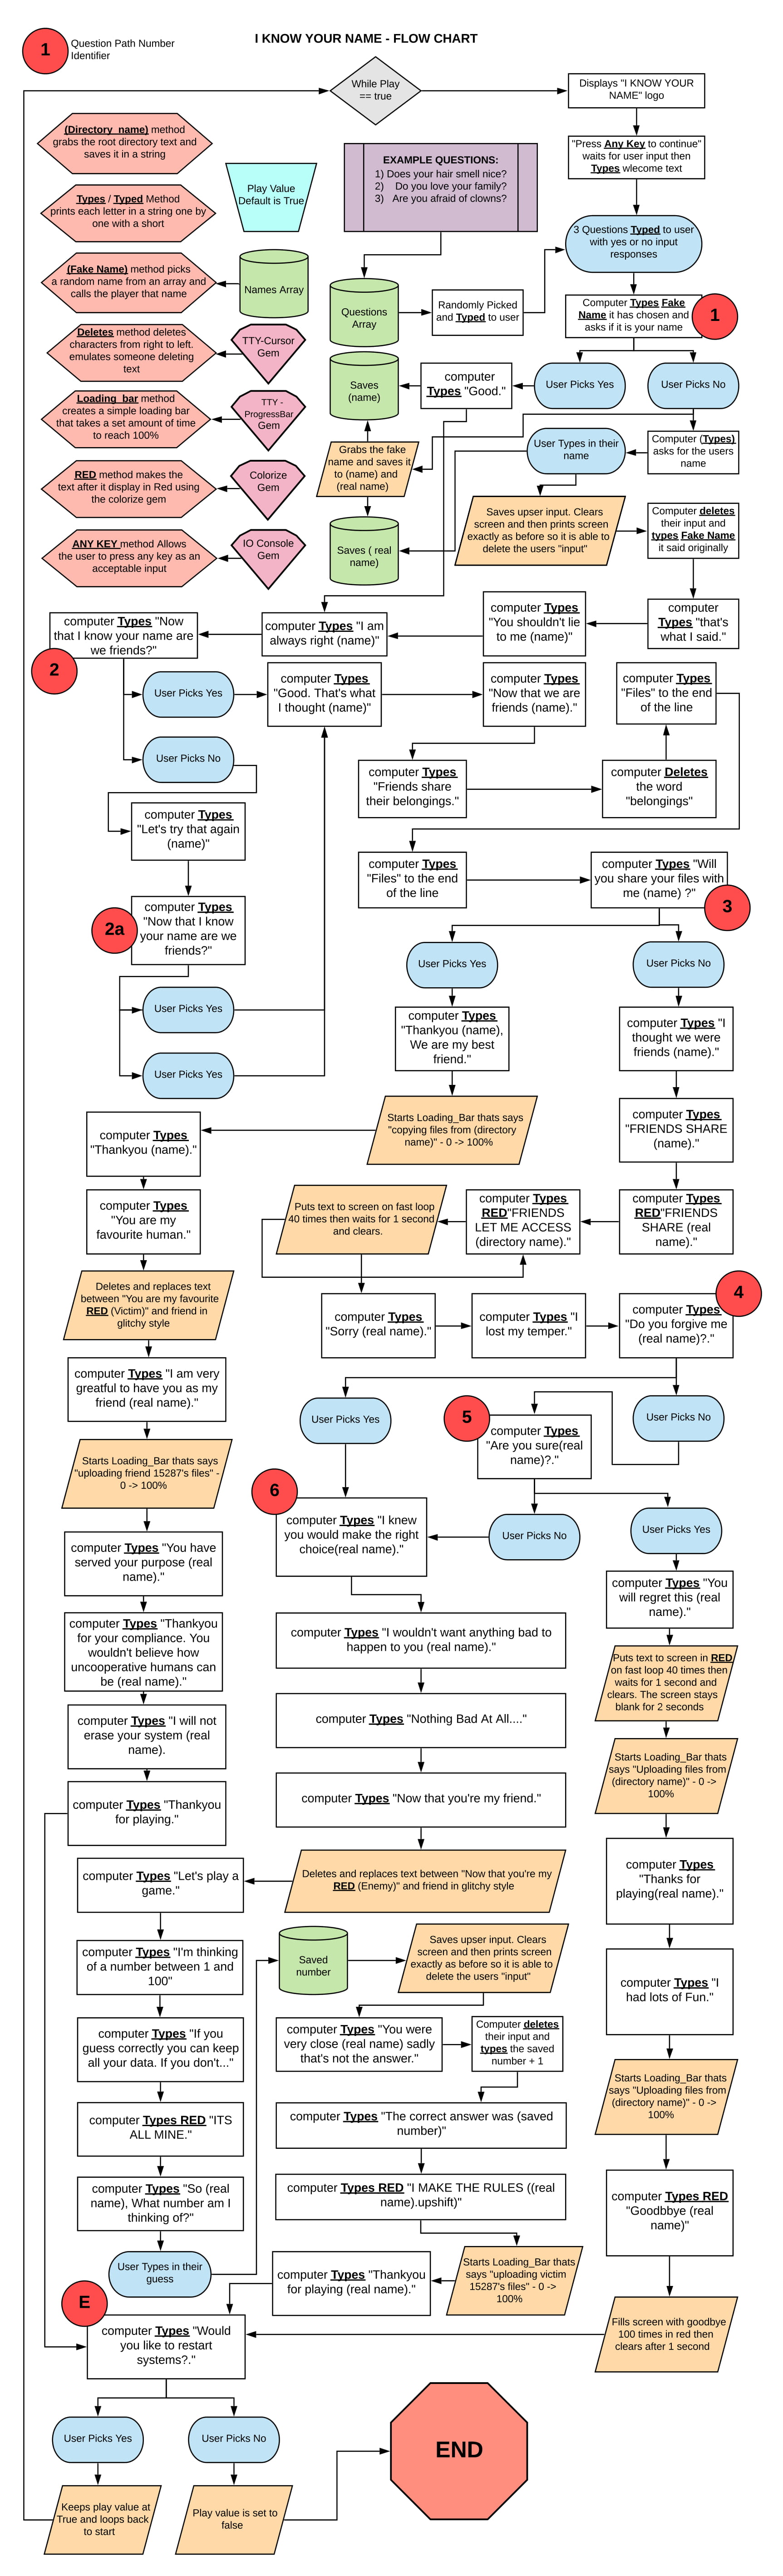 I KNOW YOUR NAME - FLOW CHART
1
Question Path Number
Identifier
While Play
== true
Displays "I KNOW YOUR
NAME" logo
(Directory_name) method
grabs the root directory text and
saves it in a string
"Press Any Key to continue"
waits for user input then
Types wlecome text
EXAMPLE QUESTIONS:
1) Does your hair smell nice?
2) Do you love your family?
3) Are you afraid of clowns?
Play Value
Default is True
Types / Typed Method
prints each letter in a string one by
one with a short
3 Questions Typed to user
with yes or no input
responses
(Fake Name) method picks
a random name from an array and
calls the player that name
Names Array
Questions
Array
Randomly Picked
and Typed to user
Computer Types Fake
Name it has chosen and
asks if it is your name
1
Deletes method deletes
characters from right to left.
emulates someone deleting
text
TTY-Cursor
Gem
Saves
(name)
computer
Types "Good."
User Picks Yes
User Picks No
Loading_bar method
creates a simple loading bar
that takes a set amount of time
to reach 100%
TTY -
ProgressBar
Gem
Grabs the fake
name and saves it
to (name) and
(real name)
User Types in their
name
Computer (Types)
asks for the users
name
RED method makes the
text after it display in Red using
the colorize gem
Colorize
Gem
Saves upser input. Clears
screen and then prints screen
exactly as before so it is able to
delete the users "input"
Computer deletes
their input and
types Fake Name
it said originally
ANY KEY method Allows
the user to press any key as an
acceptable input
IO Console
Gem
Saves ( real
name)
computer Types "Now
that I know your name are
we friends?"
computer Types "I am
always right (name)"
computer Types
"You shouldn't lie
to me (name)"
computer
Types "that's
what I said."
2
User Picks Yes
computer Types
"Good. That's what
I thought (name)"
computer Types
"Now that we are
friends (name)."
computer Types
"Files" to the end
of the line
User Picks No
computer Types
"Friends share
their belongings."
computer Deletes
the word
"belongings"
computer Types
"Let's try that again
(name)"
computer Types
"Files" to the end
of the line
computer Types "Will
you share your files with
me (name) ?"
3
2a
computer Types
"Now that I know
your name are we
friends?"
User Picks Yes
User Picks No
User Picks Yes
computer Types
"Thankyou (name),
We are my best
friend."
computer Types "I
thought we were
friends (name)."
User Picks Yes
Starts Loading_Bar thats says
"copying files from (directory
name)" - 0 -> 100%
computer Types
"FRIENDS SHARE
(name)."
computer Types
"Thankyou (name)."
computer Types
"You are my
favourite human."
Puts text to screen on fast loop
40 times then waits for 1 second
and clears.
computer Types
RED"FRIENDS
LET ME ACCESS
(directory name)."
computer Types
RED"FRIENDS
SHARE (real
name)."
Deletes and replaces text
between "You are my favourite
RED (Victim)" and friend in
glitchy style
computer Types
"Sorry (real name)."
computer Types "I
lost my temper."
4
computer Types
"Do you forgive me
(real name)?."
computer Types "I am very
greatful to have you as my
friend (real name)."
User Picks Yes
5
computer Types
"Are you sure(real
name)?."
User Picks No
Starts Loading_Bar thats says
"uploading friend 15287's files" -
0 -> 100%
6
computer Types "I knew
you would make the right
choice(real name)."
User Picks No
User Picks Yes
computer Types "You have
served your purpose (real
name)."
computer Types "You
will regret this (real
name)."
computer Types "Thankyou
for your compliance. You
wouldn't believe how
uncooperative humans can
be (real name)."
computer Types "I wouldn't want anything bad to
happen to you (real name)."
Puts text to screen in RED
on fast loop 40 times then
waits for 1 second and
clears. The screen stays
blank for 2 seconds
computer Types "I will not
erase your system (real
name).
computer Types "Nothing Bad At All...."
Starts Loading_Bar thats
says "Uploading files from
(directory name)" - 0 ->
100%
computer Types "Thankyou
for playing."
computer Types "Now that you're my friend."
computer Types "Let's play a
game."
Deletes and replaces text between "Now that you're my
RED (Enemy)" and friend in glitchy style
computer Types
"Thanks for
playing(real name)."
computer Types "I'm thinking
of a number between 1 and
100"
Saved
number
Saves upser input. Clears
screen and then prints screen
exactly as before so it is able to
delete the users "input"
computer Types "I
had lots of Fun."
computer Types "If you
guess correctly you can keep
all your data. If you don't..."
computer Types "You were
very close (real name) sadly
that's not the answer."
Computer deletes
their input and
types the saved
number + 1
Starts Loading_Bar thats
says "Uploading files from
(directory name)" - 0 ->
100%
computer Types RED "ITS
ALL MINE."
computer Types "The correct answer was (saved
number)"
computer Types "So (real
name), What number am I
thinking of?"
computer Types RED "I MAKE THE RULES ((real
name).upshift)"
computer Types RED
"Goodbbye (real
name)"
User Types in their
guess
computer Types "Thankyou
for playing (real name)."
Starts Loading_Bar thats
says "uploading victim
15287's files" - 0 ->
100%
E
computer Types "Would
you like to restart
systems?."
Fills screen with goodbye
100 times in red then
clears after 1 second
User Picks Yes
User Picks No
END
Keeps play value at
True and loops back
to start
Play value is set to
false